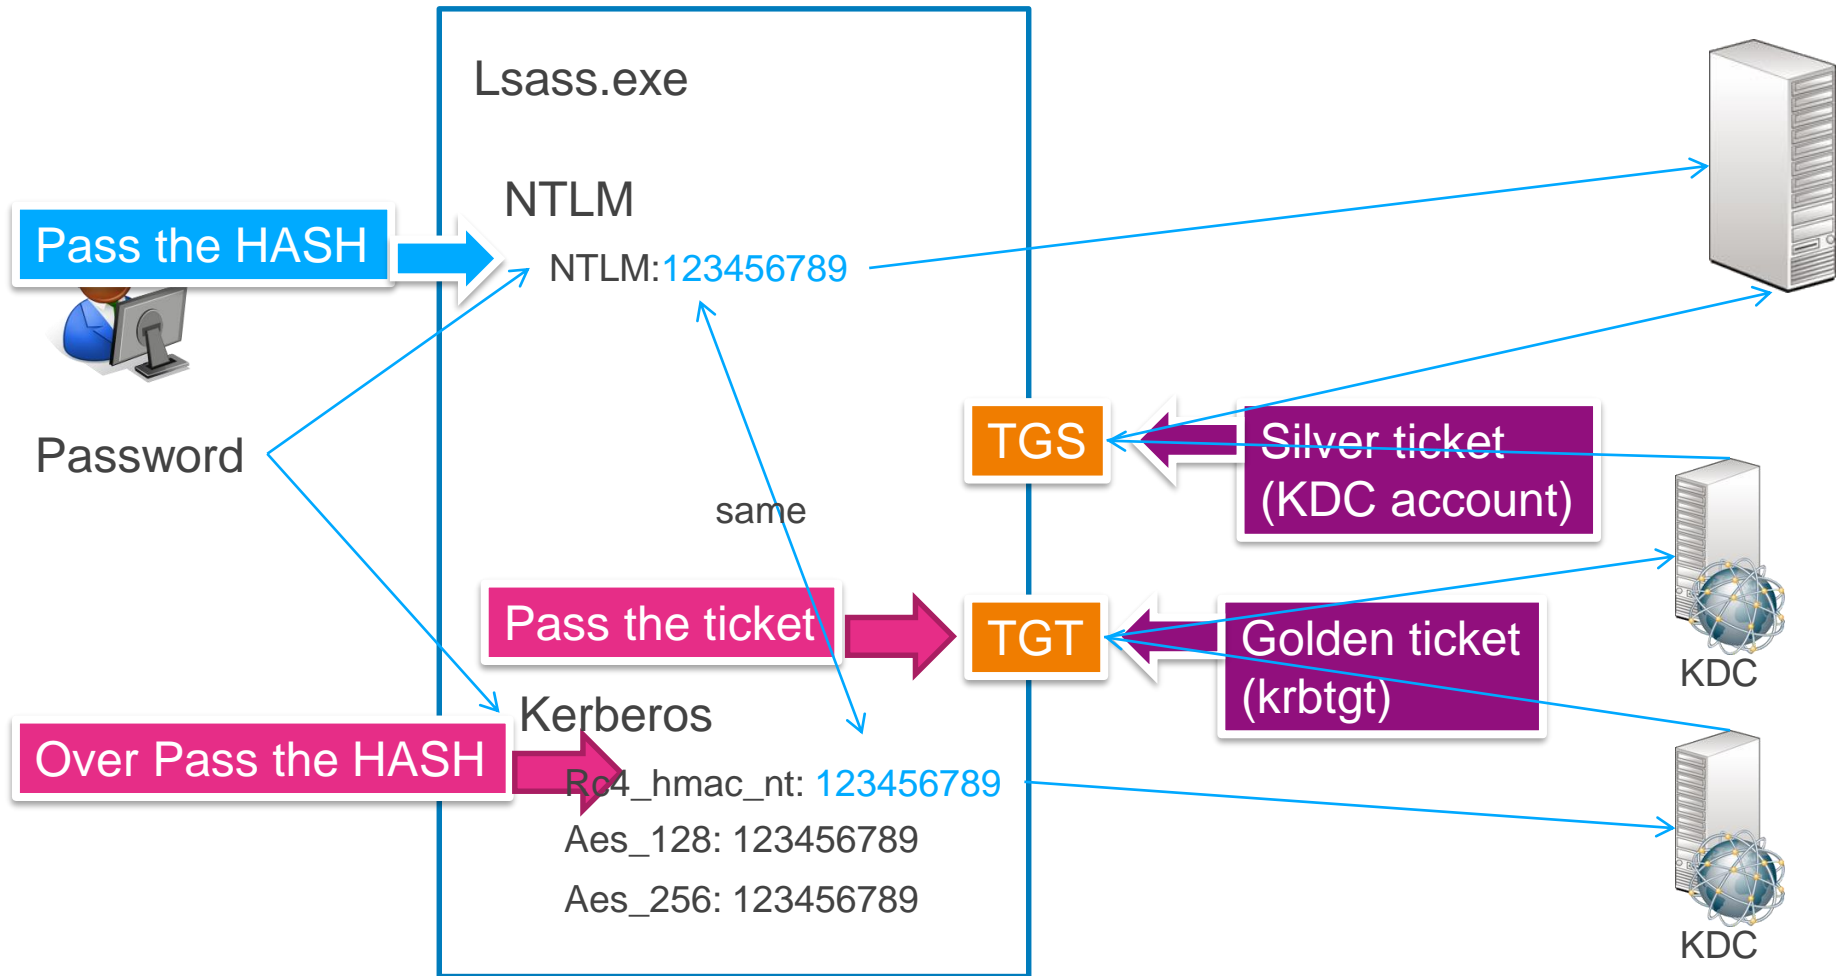 Lsass.exe
NTLM
Pass the HASH
NTLM:123456789
Password
TGS
Silver ticket
(KDC account)
same
Pass the ticket
TGT
Golden ticket
(krbtgt)
KDC
Kerberos
Over Pass the HASH
Rc4_hmac_nt: 123456789
Aes_128: 123456789
Aes_256: 123456789
KDC